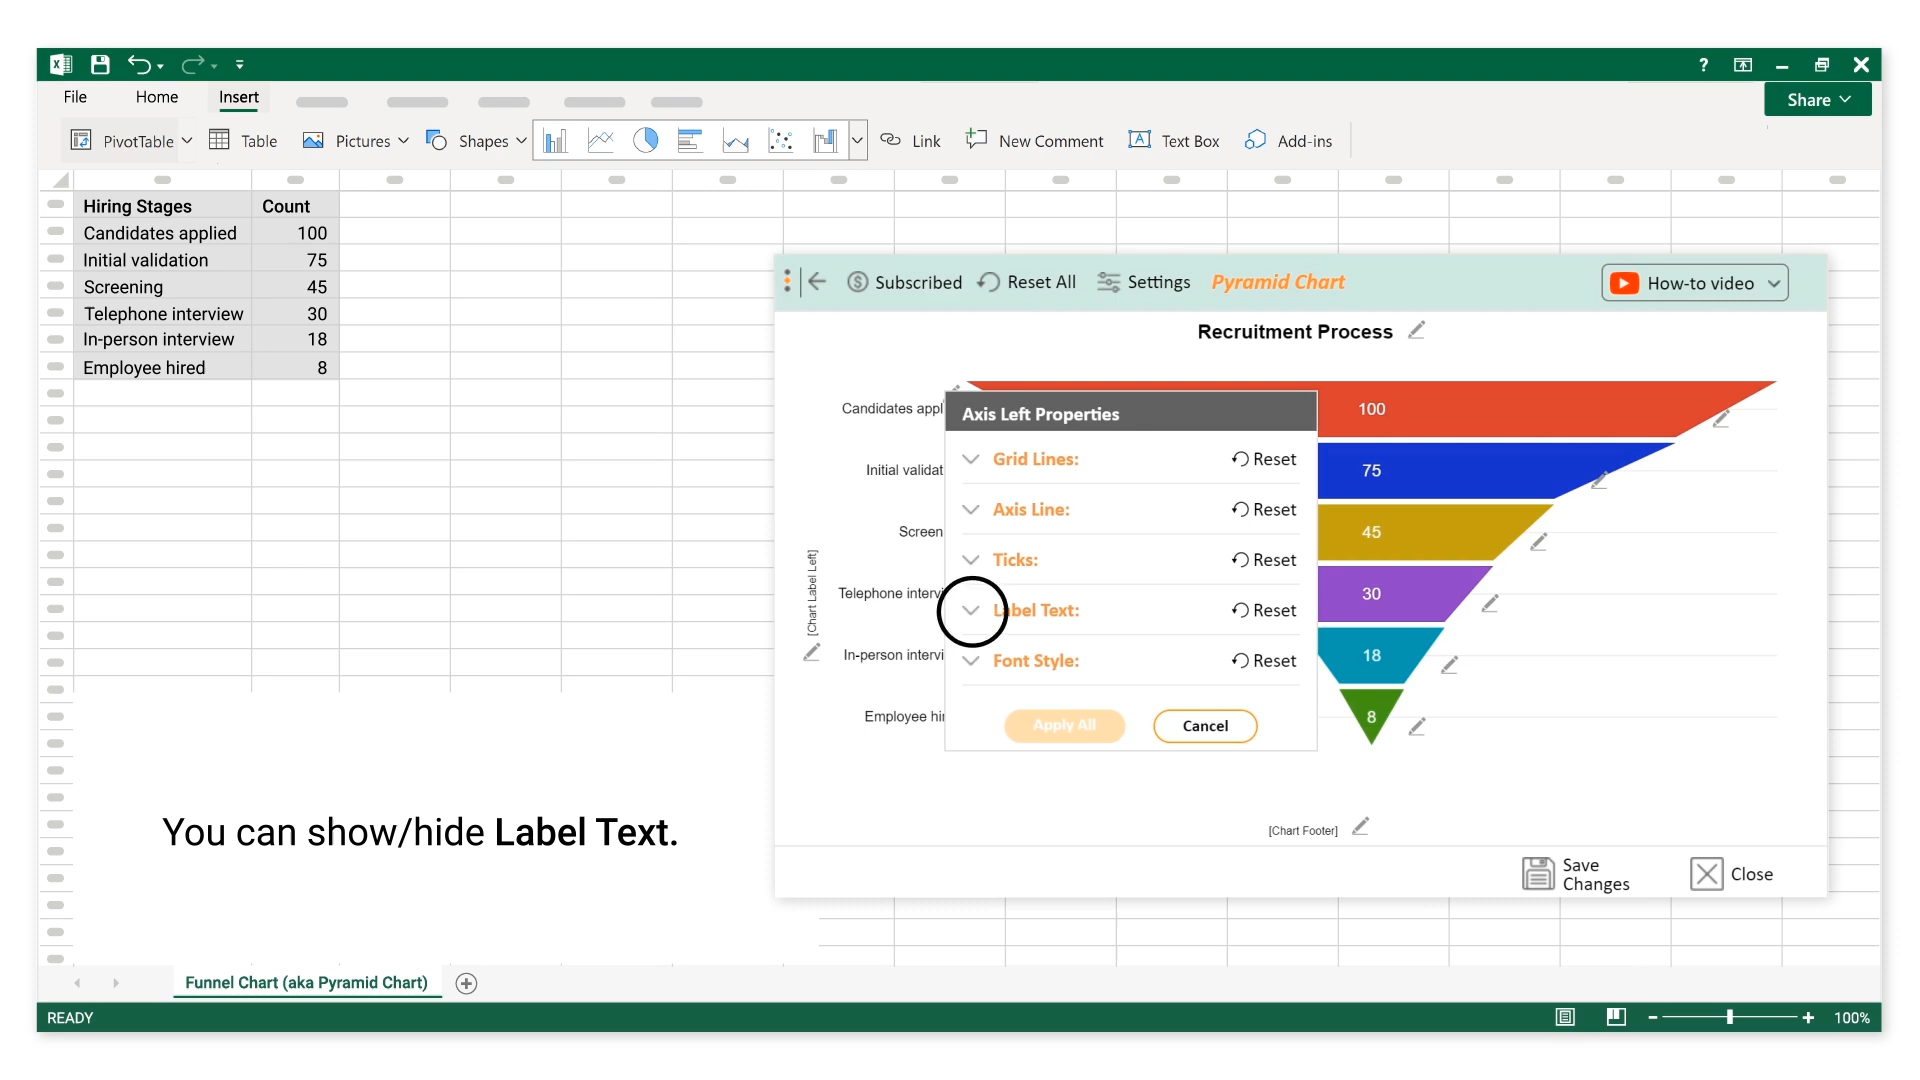 File Home Insert
Share
PivotTable Table Pictures Shapes Link New Comment Text Box Add-ins
Hiring Stages Count
Candidates applied 100
Initial validation 75
Screening 45
Telephone interview 30
In-person interview 18
Employee hired 8
Subscribed Reset All Settings Pyramid Chart How-to video
Recruitment Process
Candidates appl
Initial validat
Screen
Telephone interv
In-person intervi
Employee hir
[Chart Label Left]
Axis Left Properties
Grid Lines: Reset
Axis Line: Reset
Ticks: Reset
Label Text: Reset
Font Style: Reset
Apply All Cancel
100
75
45
30
18
8
[Chart Footer]
Save
Changes
Close
You can show/hide Label Text.
Funnel Chart (aka Pyramid Chart)
READY
100%